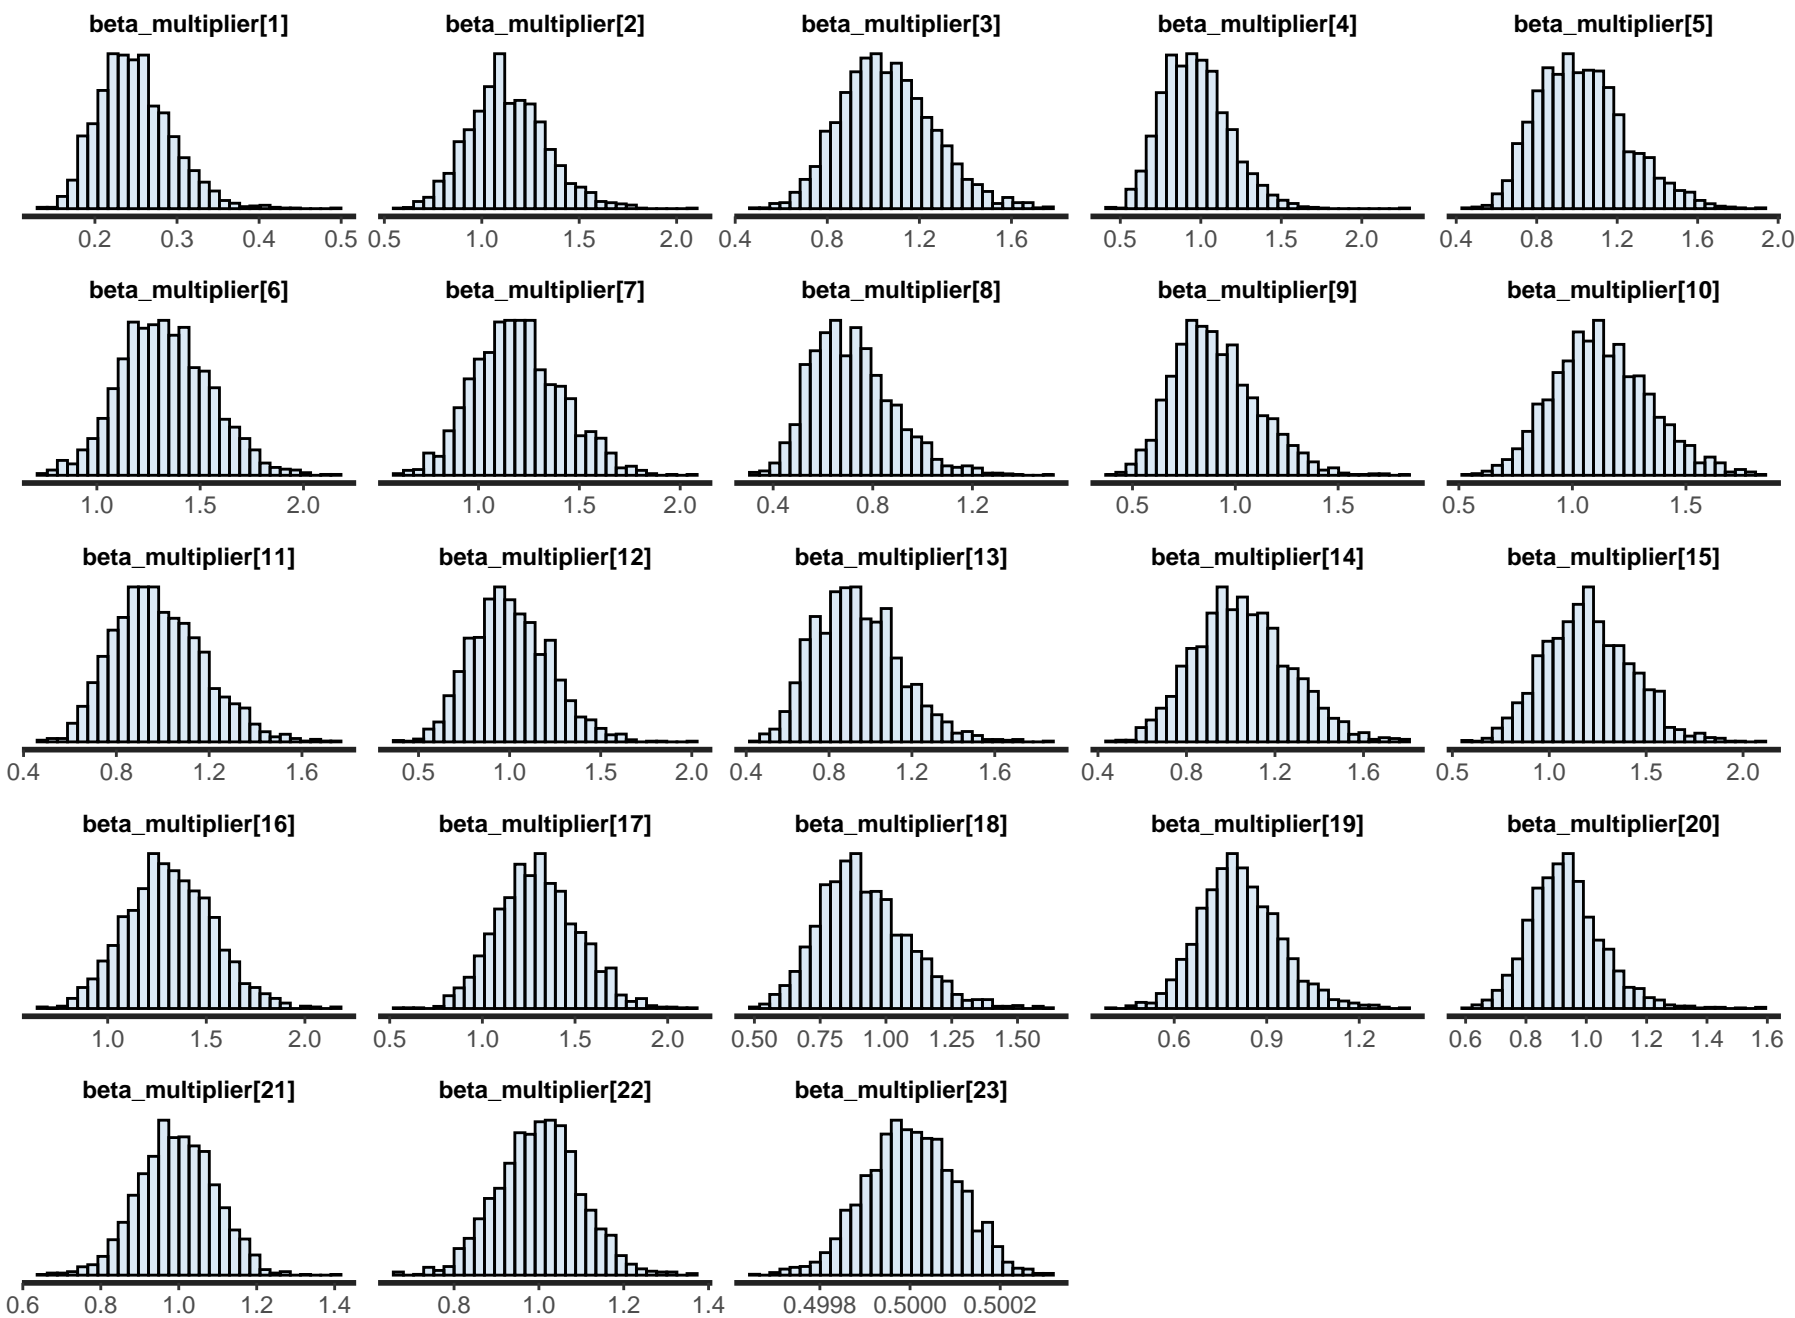 beta_multiplier[1] beta_multiplier[2] beta_multiplier[3] beta_multiplier[4] beta_multiplier[5]
0.2 0.3 0.4 0.5 0.5 1.0 1.5 2.0 0.4 0.8 1.2 1.6 0.5 1.0 1.5 2.0 0.4 0.8 1.2 1.6 2.0
beta_multiplier[6] beta_multiplier[7] beta_multiplier[8] beta_multiplier[9] beta_multiplier[10]
1.0 1.5 2.0 1.0 1.5 2.0 0.4 0.8 1.2 0.5 1.0 1.5 0.5 1.0 1.5
beta_multiplier[11] beta_multiplier[12] beta_multiplier[13] beta_multiplier[14] beta_multiplier[15]
0.4 0.8 1.2 1.6 0.5 1.0 1.5 2.0 0.4 0.8 1.2 1.6 0.4 0.8 1.2 1.6 0.5 1.0 1.5 2.0
beta_multiplier[16] beta_multiplier[17] beta_multiplier[18] beta_multiplier[19] beta_multiplier[20]
1.0 1.5 2.0 0.5 1.0 1.5 2.0 0.50 0.75 1.00 1.25 1.50 0.6 0.9 1.2 0.6 0.8 1.0 1.2 1.4 1.6
beta_multiplier[21] beta_multiplier[22] beta_multiplier[23]
0.6 0.8 1.0 1.2 1.4 0.8 1.0 1.2 1.4 0.4998 0.5000 0.5002